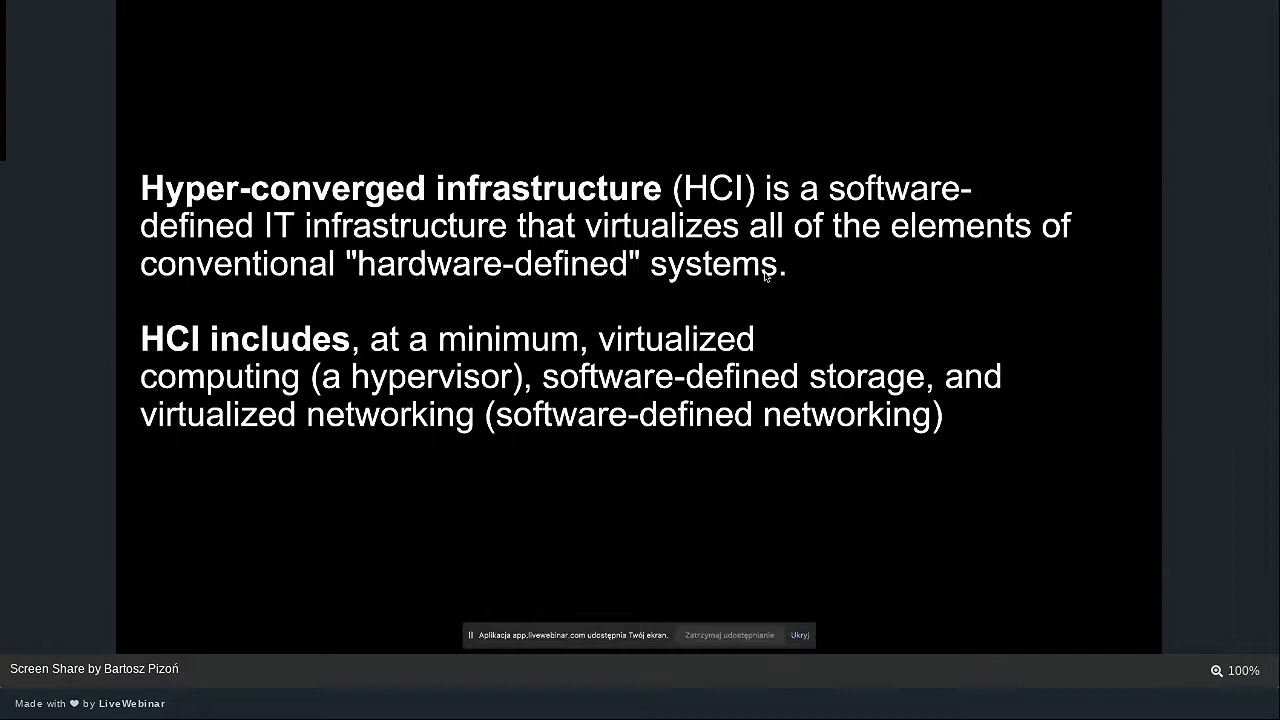 Hyper-converged infrastructure (HCI) is a software-
defined IT infrastructure that virtualizes all of the elements of
conventional "hardware-defined" systems.
HCI includes, at a minimum, virtualized
computing (a hypervisor), software-defined storage, and
virtualized networking (software-defined networking)
Aplikacja app.livewebinar.com udostępnia Twój ekran. Zatrzymaj udostępnianie Ukryj
Screen Share by Bartosz Pizoń 100%
Made with ❤ by LiveWebinar